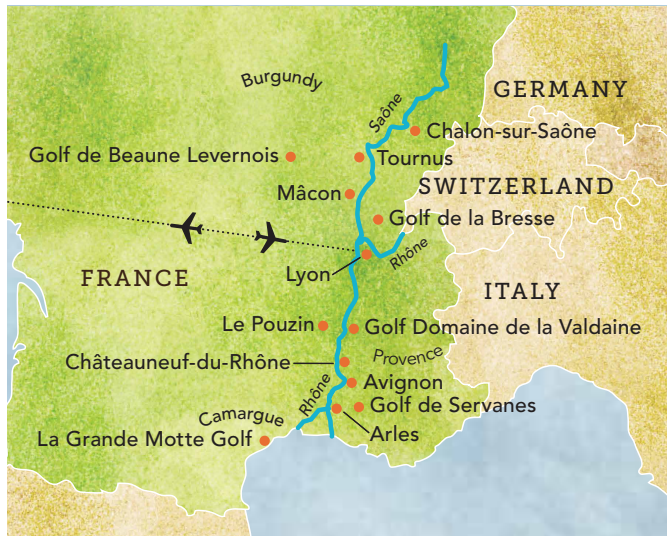 Burgundy
GERMANY
Saône
Chalon-sur-Saône
Golf de Beaune Levernois
Tournus
SWITZERLAND
Mâcon
Golf de la Bresse
Rhône
Lyon
FRANCE
ITALY
Le Pouzin
Golf Domaine de la Valdaine
Provence
Châteauneuf-du-Rhône
Avignon
Rhône
Golf de Servanes
Camargue
Arles
La Grande Motte Golf